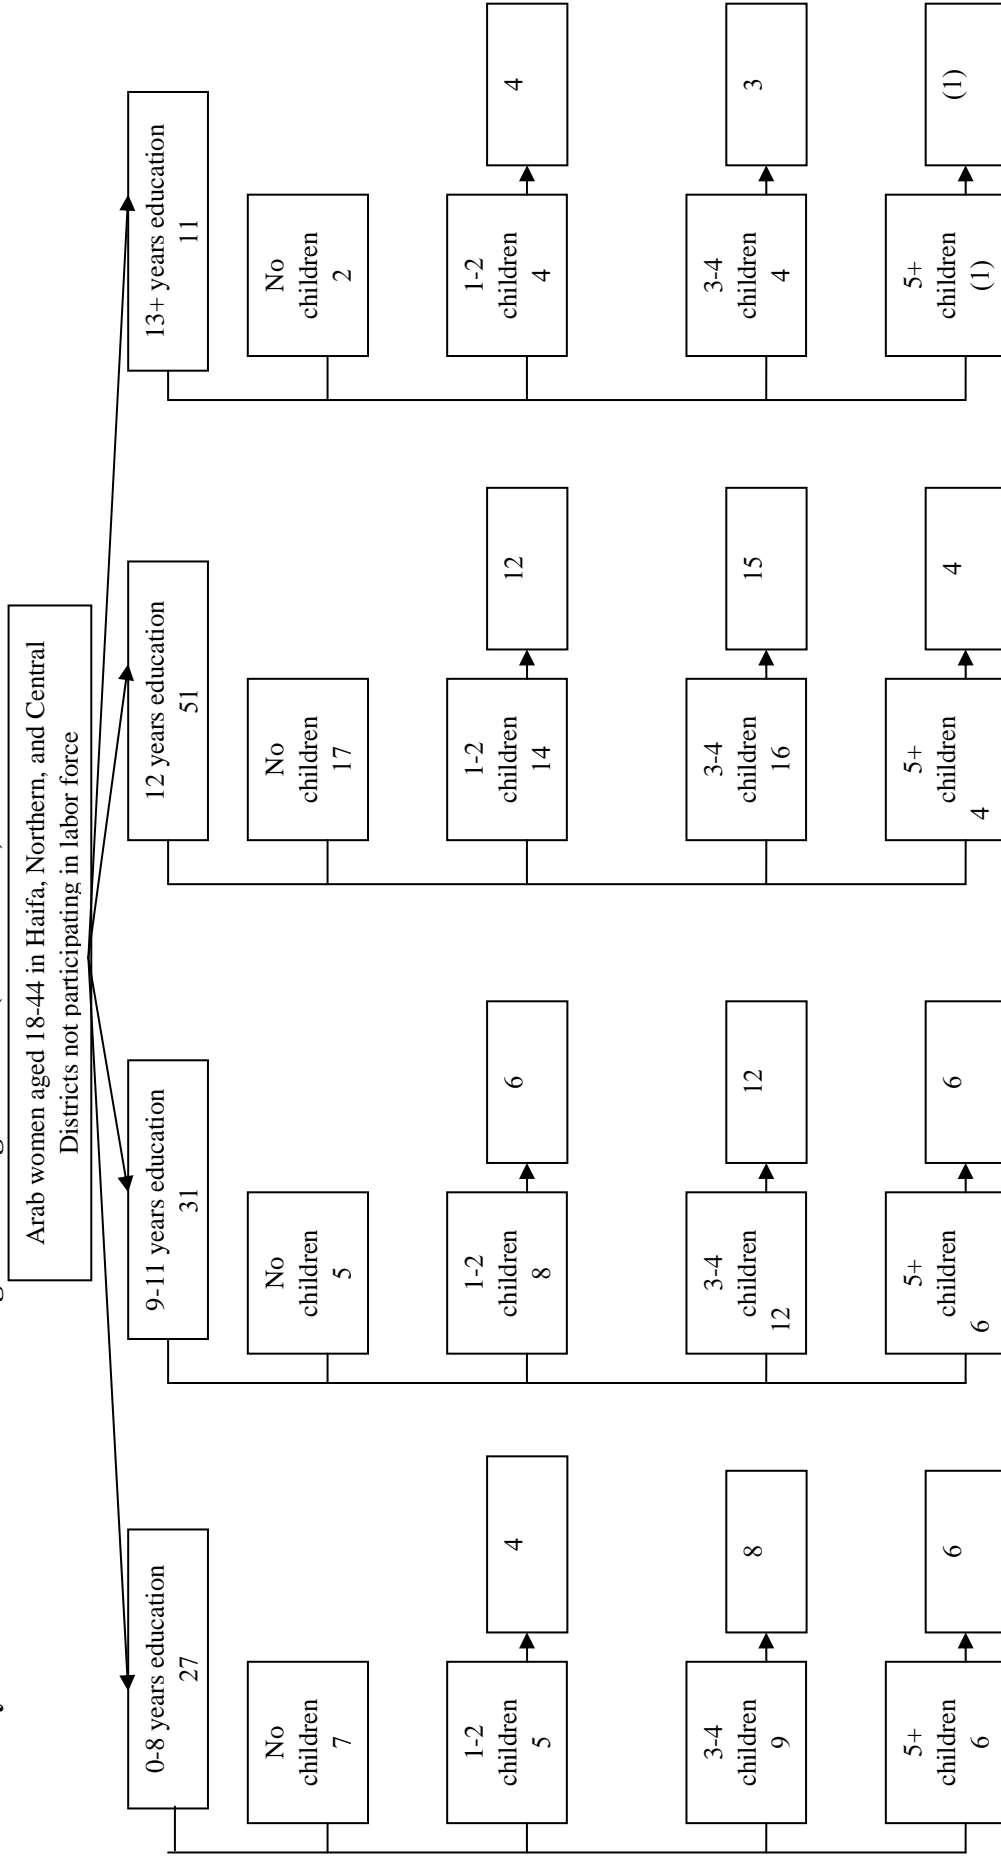 Arab women aged 18-44 in Haifa, Northern, and Central
Districts not participating in labor force
0-8 years education
27
9-11 years education
31
12 years education
51
13+ years education
11
No
children
7
No
children
5
No
children
17
No
children
2
1-2
children
5
4
1-2
children
8
6
1-2
children
14
12
1-2
children
4
4
3-4
children
9
8
3-4
children
12
12
3-4
children
16
15
3-4
children
4
3
5+
children
6
6
5+
children
6
6
5+
children
4
4
5+
children
(1)
(1)